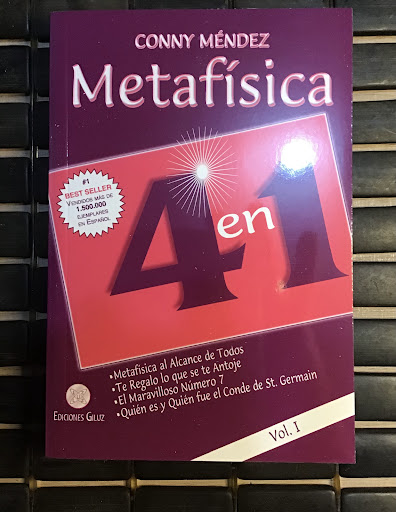 CONNY MÉNDEZ
Metafísica
4 en 1
#1
BEST SELLER
VENDIDOS MÁS DE
1.500.000
EJEMPLARES
EN ESPAÑOL
•Metafísica al Alcance de Todos
•Te Regalo lo que se te Antoje
•El Maravilloso Número 7
•Quién es y Quién fue el Conde de St. Germain
EDICIONES GILUZ
Vol. I